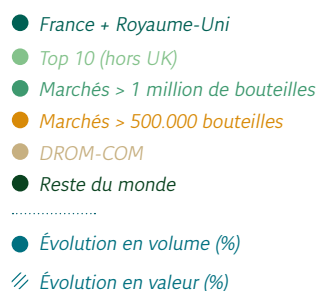 France + Royaume-Uni
Top 10 (hors UK)
Marchés > 1 million de bouteilles
Marchés > 500.000 bouteilles
DROM-COM
Reste du monde
Évolution en volume (%)
Évolution en valeur (%)